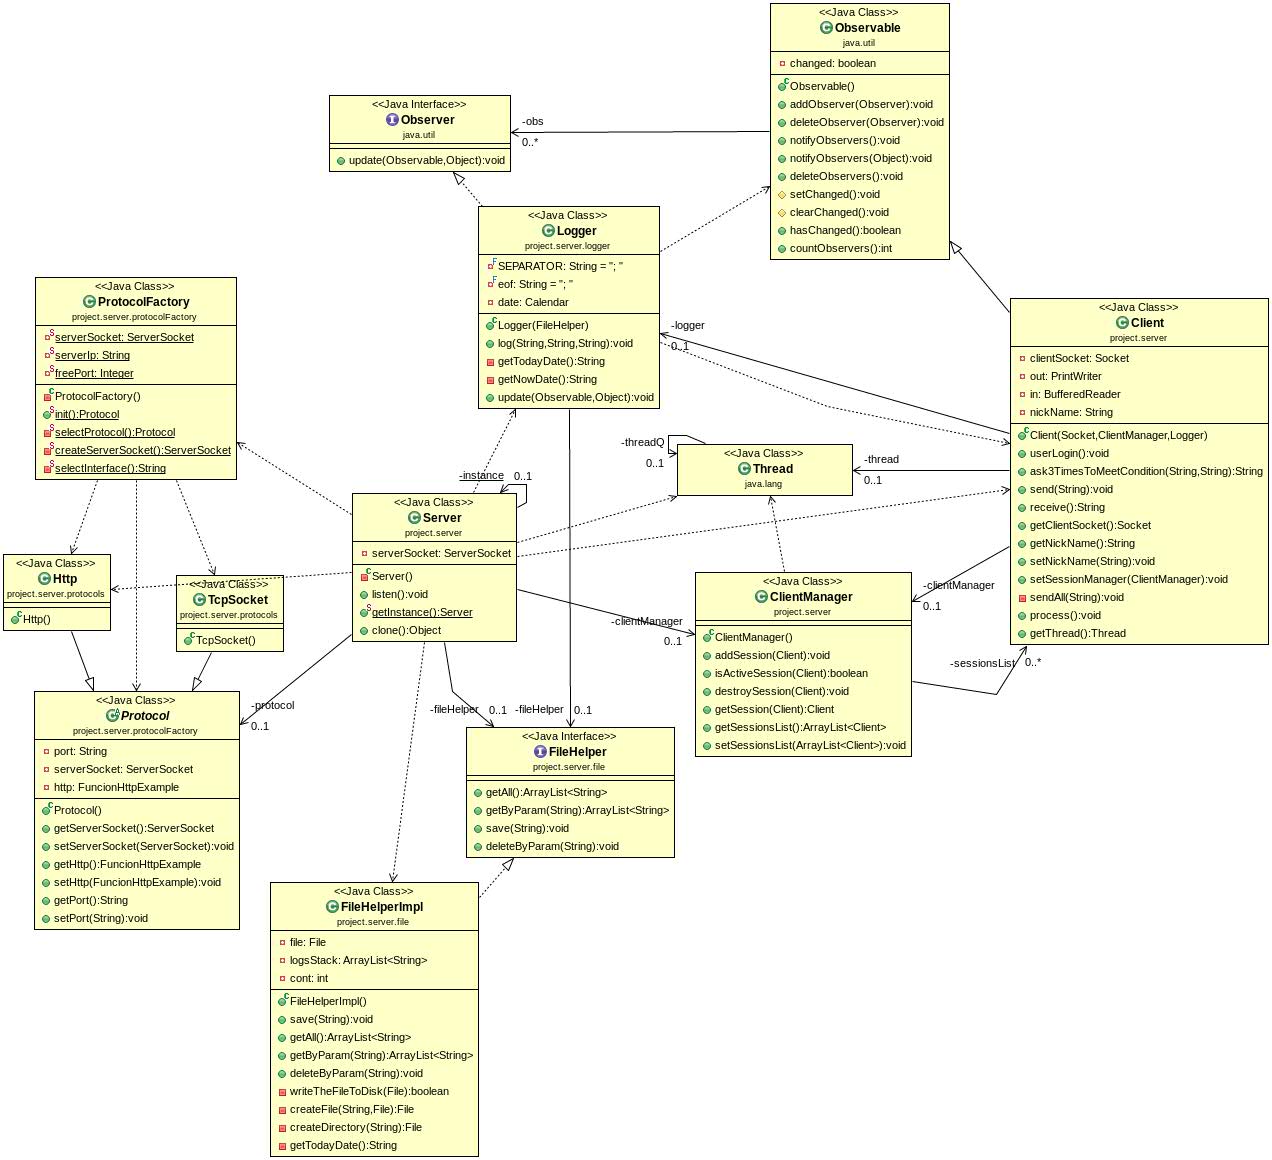 <<Java Class>>
Observable
java.util
changed: boolean
Observable()
addObserver(Observer):void
deleteObserver(Observer):void
notifyObservers():void
notifyObservers(Object):void
deleteObservers():void
setChanged():void
clearChanged():void
hasChanged():boolean
countObservers():int
<<Java Interface>>
Observer
java.util
update(Observable,Object):void
-obs
0..*
<<Java Class>>
Logger
project.server.logger
SEPARATOR: String = "; "
eof: String = "; "
date: Calendar
Logger(FileHelper)
log(String,String,String):void
getTodayDate():String
getNowDate():String
update(Observable,Object):void
-logger
0..1
<<Java Class>>
ProtocolFactory
project.server.protocolFactory
serverSocket: ServerSocket
serverIp: String
freePort: Integer
ProtocolFactory()
init():Protocol
selectProtocol():Protocol
createServerSocket():ServerSocket
selectInterface():String
<<Java Class>>
Client
project.server
clientSocket: Socket
out: PrintWriter
in: BufferedReader
nickName: String
Client(Socket,ClientManager,Logger)
userLogin():void
ask3TimesToMeetCondition(String,String):String
send(String):void
receive():String
getClientSocket():Socket
getNickName():String
setNickName(String):void
setSessionManager(ClientManager):void
sendAll(String):void
process():void
getThread():Thread
-threadQ
0..1
<<Java Class>>
Thread
java.lang
-thread
0..1
-instance
0..1
<<Java Class>>
Server
project.server
serverSocket: ServerSocket
Server()
listen():void
getInstance():Server
clone():Object
<<Java Class>>
Http
project.server.protocols
Http()
<<Java Class>>
TcpSocket
project.server.protocols
TcpSocket()
<<Java Class>>
ClientManager
project.server
ClientManager()
addSession(Client):void
isActiveSession(Client):boolean
destroySession(Client):void
getSession(Client):Client
getSessionsList():ArrayList<Client>
setSessionsList(ArrayList<Client>):void
-clientManager
0..1
-clientManager
0..1
-sessionsList
0..*
<<Java Class>>
Protocol
project.server.protocolFactory
port: String
serverSocket: ServerSocket
http: FuncionHttpExample
Protocol()
getServerSocket():ServerSocket
setServerSocket(ServerSocket):void
getHttp():FuncionHttpExample
setHttp(FuncionHttpExample):void
getPort():String
setPort(String):void
-protocol
0..1
-fileHelper
0..1
-fileHelper
0..1
<<Java Interface>>
FileHelper
project.server.file
getAll():ArrayList<String>
getByParam(String):ArrayList<String>
save(String):void
deleteByParam(String):void
<<Java Class>>
FileHelperImpl
project.server.file
file: File
logsStack: ArrayList<String>
cont: int
FileHelperImpl()
save(String):void
getAll():ArrayList<String>
getByParam(String):ArrayList<String>
deleteByParam(String):void
writeTheFileToDisk(File):boolean
createFile(String,File):File
createDirectory(String):File
getTodayDate():String